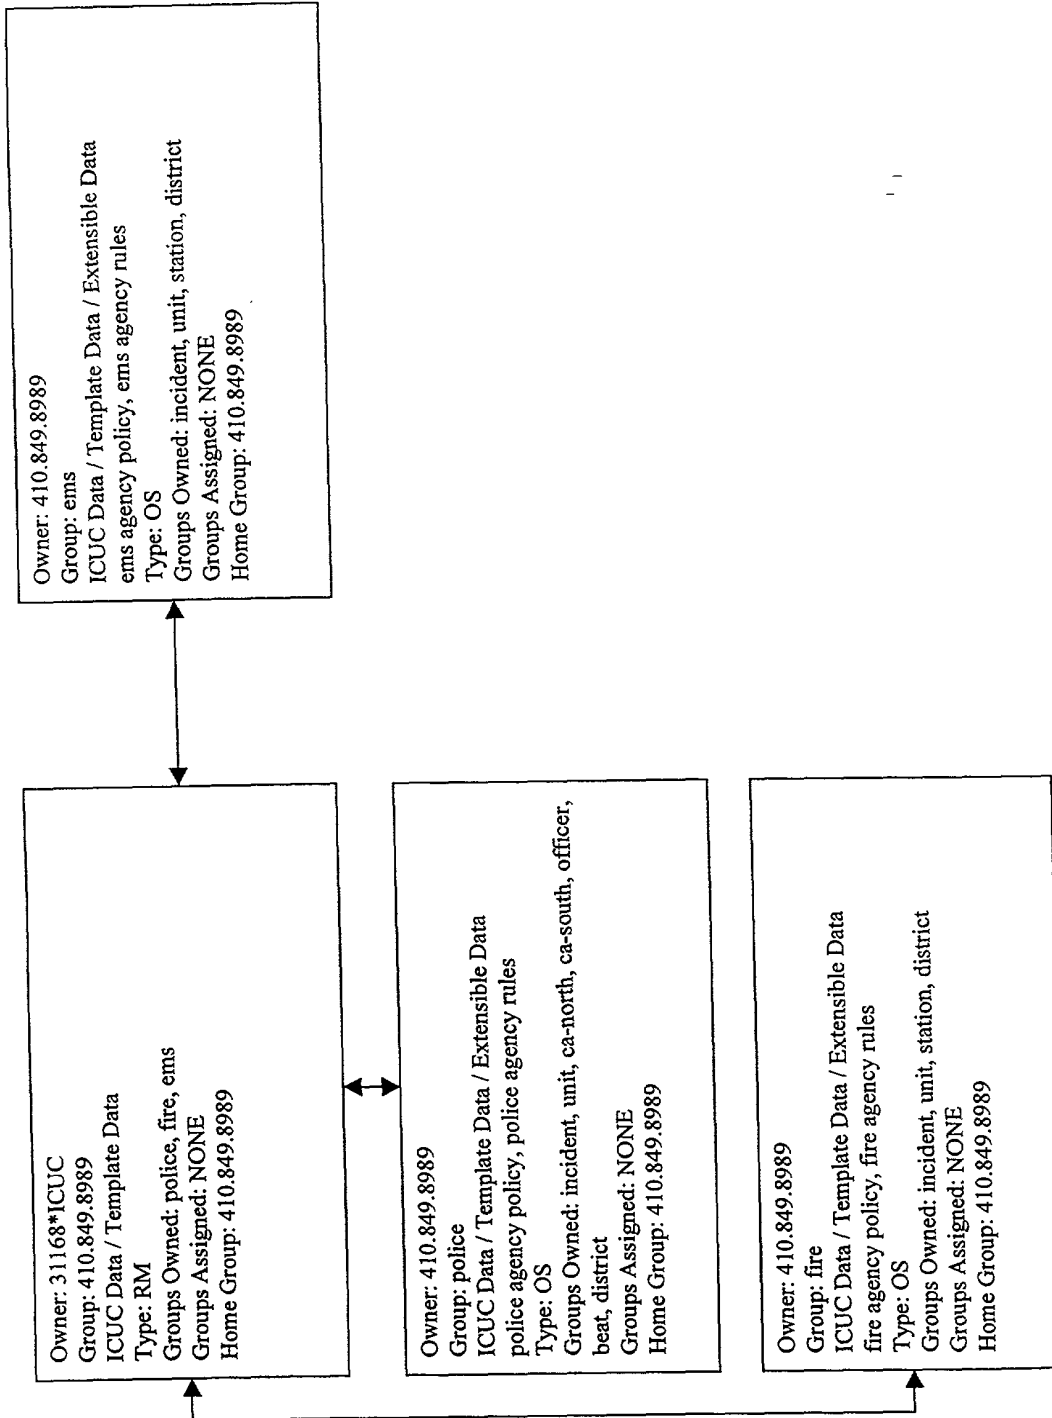 Owner: 31168*ICUC
Group: 410.849.8989
ICUC Data / Template Data
Type: RM
Groups Owned: police, fire, ems
Groups Assigned: NONE
Home Group: 410.849.8989
Owner: 410.849.8989
Group: police
ICUC Data / Template Data / Extensible Data
police agency policy, police agency rules
Type: OS
Groups Owned: incident, unit, ca-north, ca-south, officer,
beat, district
Groups Assigned: NONE
Home Group: 410.849.8989
Owner: 410.849.8989
Group: fire
ICUC Data / Template Data / Extensible Data
fire agency policy, fire agency rules
Type: OS
Groups Owned: incident, unit, station, district
Groups Assigned: NONE
Home Group: 410.849.8989
Owner: 410.849.8989
Group: ems
ICUC Data / Template Data / Extensible Data
ems agency policy, ems agency rules
Type: OS
Groups Owned: incident, unit, station, district
Groups Assigned: NONE
Home Group: 410.849.8989